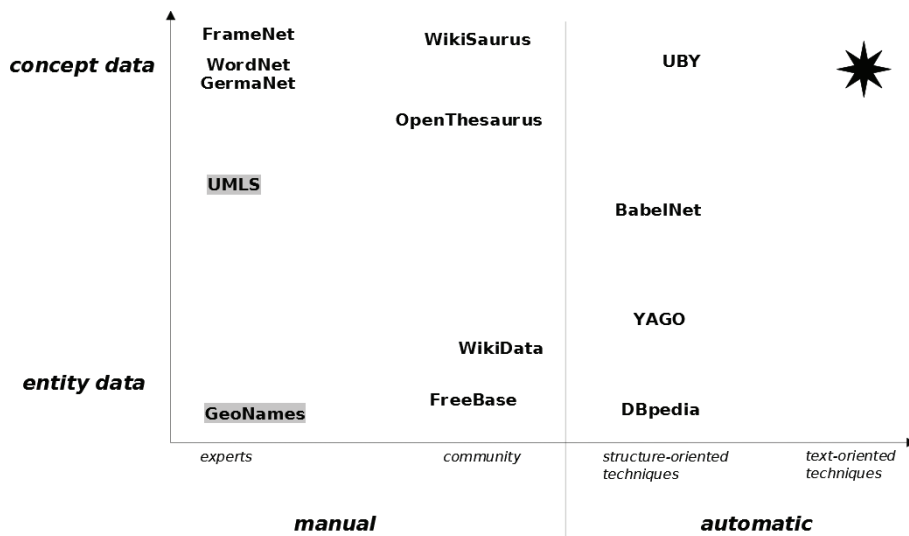 FrameNet
WikiSaurus
concept data
WordNet
UBY
GermaNet
OpenThesaurus
UMLS
BabelNet
YAGO
WikiData
entity data
FreeBase
GeoNames
DBpedia
experts
community
structure-oriented
techniques
text-oriented
techniques
manual
automatic